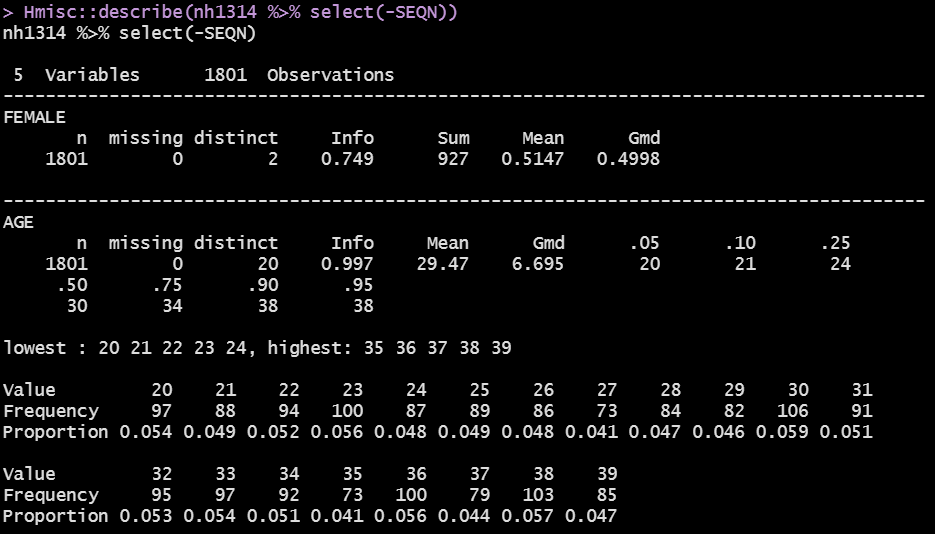 > Hmisc::describe(nh1314 %>% select(-SEQN))
nh1314 %>% select(-SEQN)
5 Variables 1801 Observations
--------------------------------------------------------------------------------------
FEMALE
n missing distinct Info Sum Mean Gmd
1801 0 2 0.749 927 0.5147 0.4998
--------------------------------------------------------------------------------------
AGE
n missing distinct Info Mean Gmd .05 .10 .25
1801 0 20 0.997 29.47 6.695 20 21 24
.50 .75 .90 .95
30 34 38 38
lowest : 20 21 22 23 24, highest: 35 36 37 38 39
Value 20 21 22 23 24 25 26 27 28 29 30 31
Frequency 97 88 94 100 87 89 86 73 84 82 106 91
Proportion 0.054 0.049 0.052 0.056 0.048 0.049 0.048 0.041 0.047 0.046 0.059 0.051
Value 32 33 34 35 36 37 38 39
Frequency 95 97 92 73 100 79 103 85
Proportion 0.053 0.054 0.051 0.041 0.056 0.044 0.057 0.047